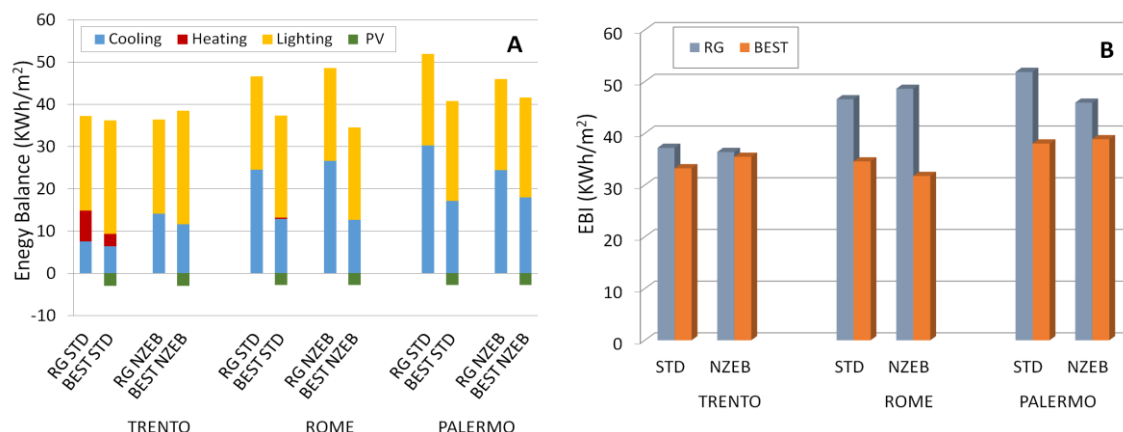 Cooling Heating Lighting PV
A
Enegy Balance (KWh/m²)
60
50
40
30
20
10
0
-10
RG STD
BEST STD
RG NZEB
BEST NZEB
RG STD
BEST STD
RG NZEB
BEST NZEB
RG STD
BEST STD
RG NZEB
BEST NZEB
TRENTO ROME PALERMO
RG BEST
B
EBI (KWh/m²)
60
50
40
30
20
10
0
STD NZEB STD NZEB STD NZEB
TRENTO ROME PALERMO